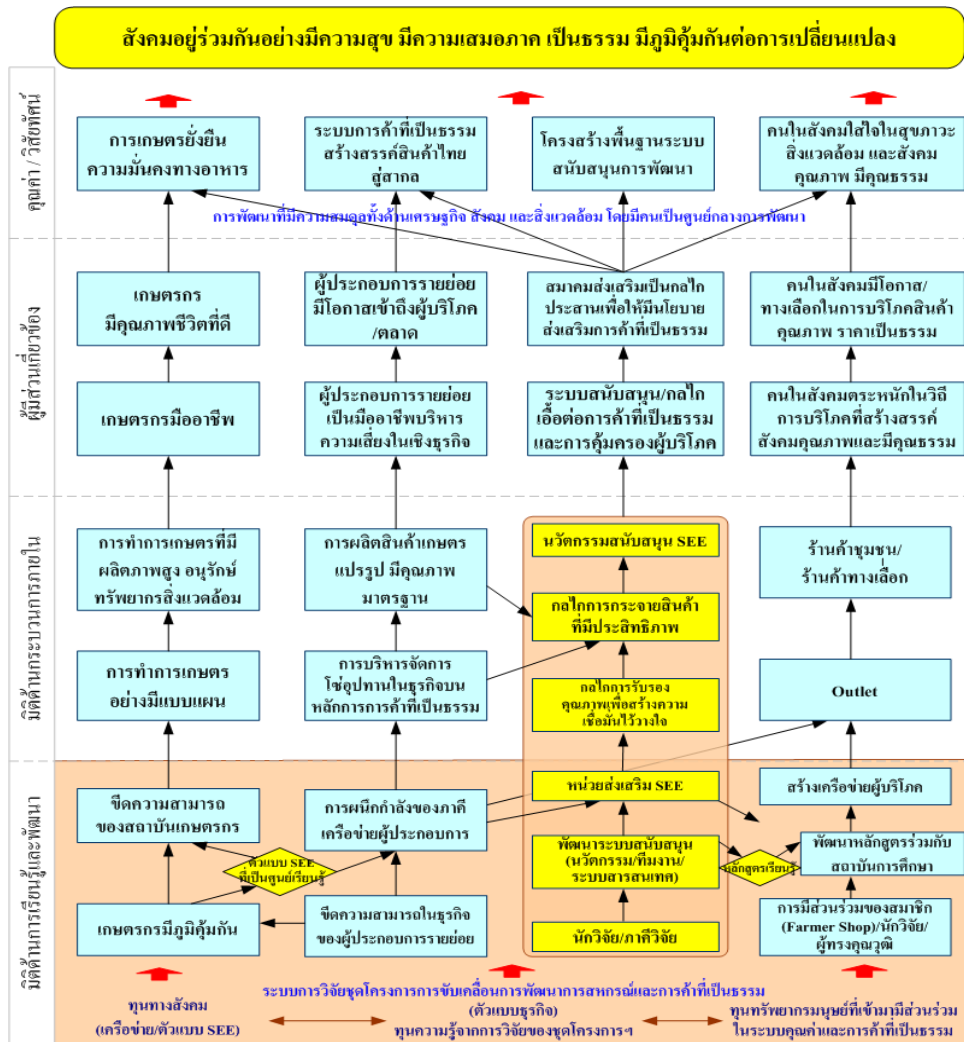 สังคมอยู่ร่วมกันอย่างมีความสุข มีความเสมอภาค เป็นธรรม มีภูมิคุ้มกันต่อการเปลี่ยนแปลง
คุณค่า / วิสัยทัศน์
การเกษตรยั่งยืน
ความมั่นคงทางอาหาร
ระบบการค้าที่เป็นธรรม
สร้างสรรค์สินค้าไทย
สู่สากล
โครงสร้างพื้นฐานระบบ
สนับสนุนการพัฒนา
คนในสังคมใส่ใจในสุขภาวะ
สิ่งแวดล้อม และสังคม
คุณภาพ มีคุณธรรม
การพัฒนาที่มีความสมดุลทั้งด้านเศรษฐกิจ สังคม และสิ่งแวดล้อม โดยมีคนเป็นศูนย์กลางการพัฒนา
ผู้มีส่วนเกี่ยวข้อง
เกษตรกร
มีคุณภาพชีวิตที่ดี
ผู้ประกอบการรายย่อย
มีโอกาสเข้าถึงผู้บริโภค
/ตลาด
สมาคมส่งเสริมเป็นกลไก
ประสานเพื่อให้มีนโยบาย
ส่งเสริมการค้าที่เป็นธรรม
คนในสังคมมีโอกาส/
ทางเลือกในการบริโภคสินค้า
คุณภาพ ราคาเป็นธรรม
เกษตรกรมืออาชีพ
ผู้ประกอบการรายย่อย
เป็นมืออาชีพบริหาร
ความเสี่ยงในเชิงธุรกิจ
ระบบสนับสนุน/กลไก
เอื้อต่อการค้าที่เป็นธรรม
และการคุ้มครองผู้บริโภค
คนในสังคมตระหนักในวิถี
การบริโภคที่สร้างสรรค์
สังคมคุณภาพและมีคุณธรรม
มิติด้านกระบวนการภายใน
การทำการเกษตรที่มี
ผลิตภาพสูง อนุรักษ์
ทรัพยากรสิ่งแวดล้อม
การผลิตสินค้าเกษตร
แปรรูป มีคุณภาพ
มาตรฐาน
นวัตกรรมสนับสนุน SEE
กลไกการกระจายสินค้า
ที่มีประสิทธิภาพ
ร้านค้าชุมชน/
ร้านค้าทางเลือก
การทำการเกษตร
อย่างมีแบบแผน
การบริหารจัดการ
โซ่อุปทานในธุรกิจบน
หลักการการค้าที่เป็นธรรม
กลไกการรับรอง
คุณภาพเพื่อสร้างความ
เชื่อมั่นไว้วางใจ
Outlet
มิติด้านการเรียนรู้และพัฒนา
ขีดความสามารถ
ของสถาบันเกษตรกร
การผนึกกำลังของภาคี
เครือข่ายผู้ประกอบการ
หน่วยส่งเสริม SEE
สร้างเครือข่ายผู้บริโภค
ตัวแบบ SEE
ที่เป็นศูนย์เรียนรู้
พัฒนาระบบสนับสนุน
(นวัตกรรม/ทีมงาน/
ระบบสารสนเทศ)
หลักสูตรเรียนรู้
พัฒนาหลักสูตรร่วมกับ
สถาบันการศึกษา
เกษตรกรมีภูมิคุ้มกัน
ขีดความสามารถในธุรกิจ
ของผู้ประกอบการรายย่อย
นักวิจัย/ภาคีวิจัย
การมีส่วนร่วมของสมาชิก
(Farmer Shop)/นักวิจัย/
ผู้ทรงคุณวุฒิ
ระบบการวิจัยชุดโครงการการขับเคลื่อนการพัฒนาการสหกรณ์และการค้าที่เป็นธรรม
ทุนทางสังคม
(เครือข่าย/ตัวแบบ SEE)
(ตัวแบบธุรกิจ)
ทุนความรู้จากการวิจัยของชุดโครงการฯ
ทุนทรัพยากรมนุษย์ที่เข้ามามีส่วนร่วม
ในระบบคุณค่าและการค้าที่เป็นธรรม